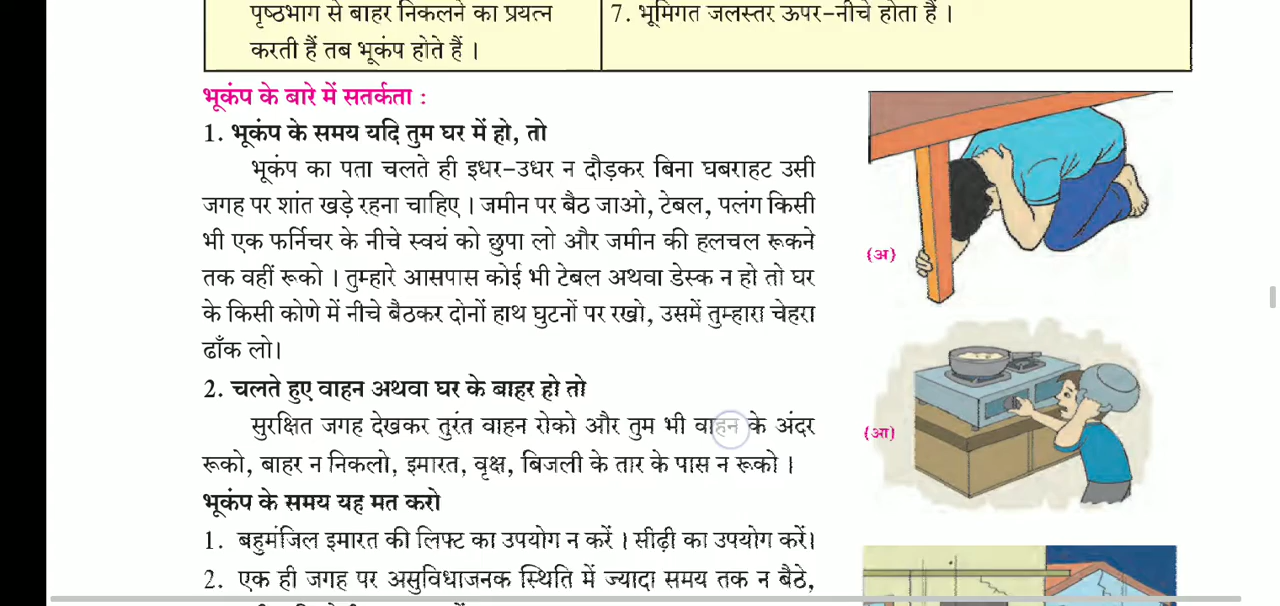 पृष्ठभाग से बाहर निकलने का प्रयत्न
करती हैं तब भूकंप होते हैं ।
7. भूमिगत जलस्तर ऊपर-नीचे होता हैं ।
भूकंप के बारे में सतर्कता :
1. भूकंप के समय यदि तुम घर में हो, तो
भूकंप का पता चलते ही इधर-उधर न दौड़कर बिना घबराहट उसी
जगह पर शांत खड़े रहना चाहिए । जमीन पर बैठ जाओ, टेबल, पलंग किसी
भी एक फर्निचर के नीचे स्वयं को छुपा लो और जमीन की हलचल रूकने
तक वहीं रूको । तुम्हारे आसपास कोई भी टेबल अथवा डेस्क न हो तो घर
के किसी कोणे में नीचे बैठकर दोनों हाथ घुटनों पर रखो, उसमें तुम्हारा चेहरा
ढाँक लो।
2. चलते हुए वाहन अथवा घर के बाहर हो तो
सुरक्षित जगह देखकर तुरंत वाहन रोको और तुम भी वाहन के अंदर
रूको, बाहर न निकलो, इमारत, वृक्ष, बिजली के तार के पास न रूको ।
भूकंप के समय यह मत करो
1. बहुमंजिल इमारत की लिफ्ट का उपयोग न करें । सीढ़ी का उपयोग करें।
2. एक ही जगह पर असुविधाजनक स्थिति में ज्यादा समय तक न बैठे,
(अ)
(आ)